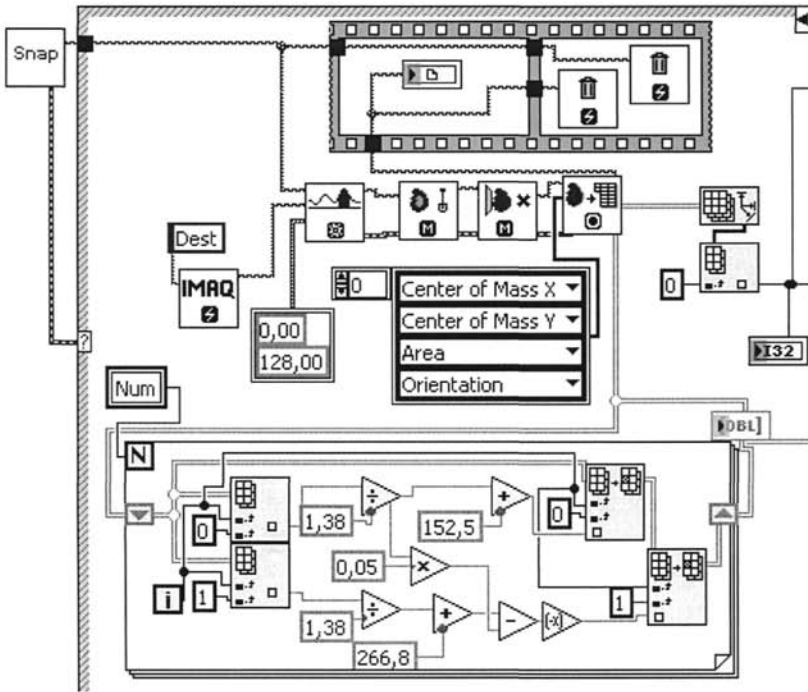 Snap
Dest
IMAQ
M
M
0
Center of Mass X
Center of Mass Y
Area
Orientation
0,00
128,00
0
I32
?
Num
DBL]
N
0
1,38
÷
+
152,5
0
0,05
×
i
1
÷
1,38
+
266,8
−
(-x)
1